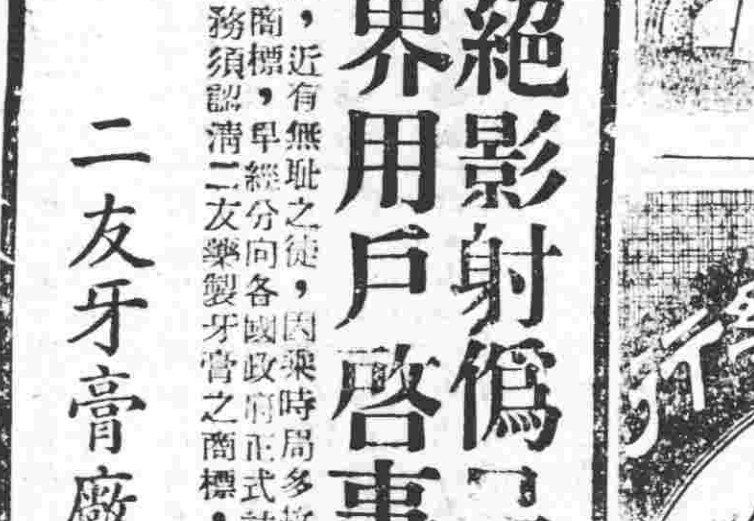 絕影射僞
界用戶啓事
，近有無耻之徒，因乘時局多
商標，早經分向各國政府正式
務須認清二友藥製牙膏之商標，
二友牙膏廠
行